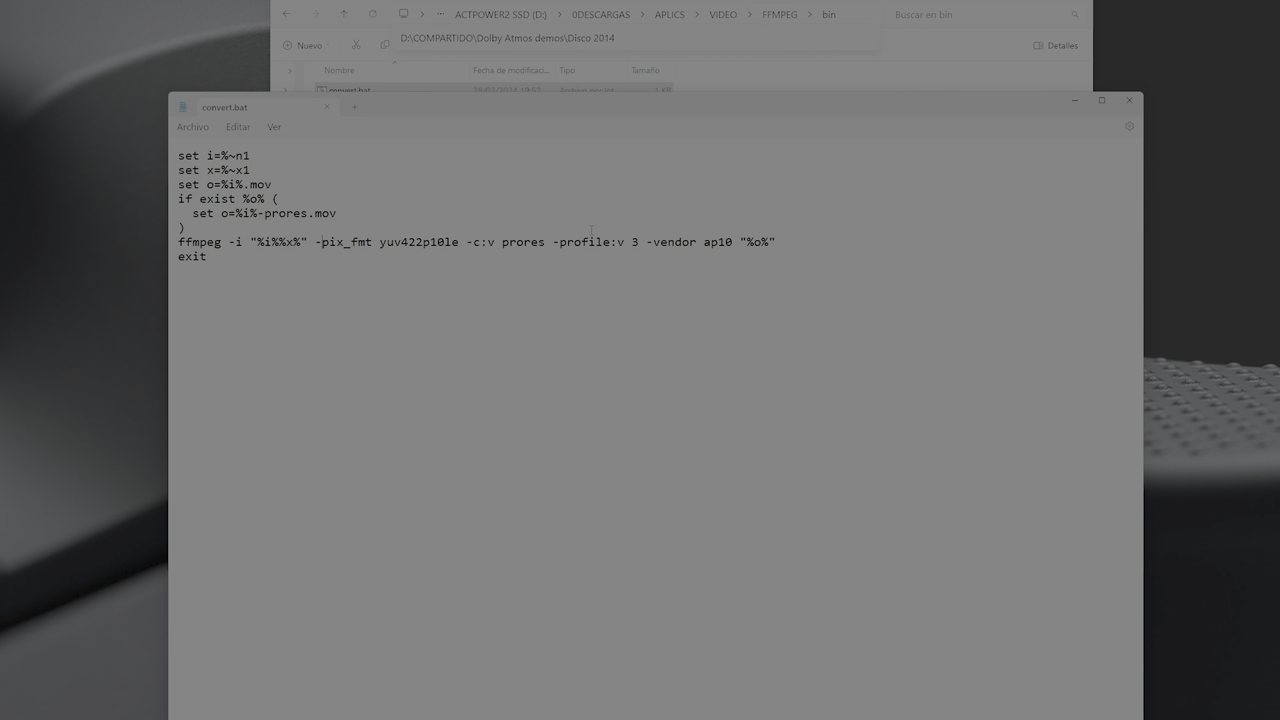 ACTPOWER2 SSD (D:) > 0DESCARGAS > APLICS > VIDEO > FFMPEG > bin
Buscar en bin
D:\COMPARTIDO\Dolby Atmos demos\Disco 2014
Nuevo
Detalles
Nombre Fecha de modificaci... Tipo Tamaño
convert.bat
convert.bat
Archivo Editar Ver
set i=%~n1
set x=%~x1
set o=%i%.mov
if exist %o% (
set o=%i%-prores.mov
)
ffmpeg -i "%i%%x%" -pix_fmt yuv422p10le -c:v prores -profile:v 3 -vendor ap10 "%o%"
exit